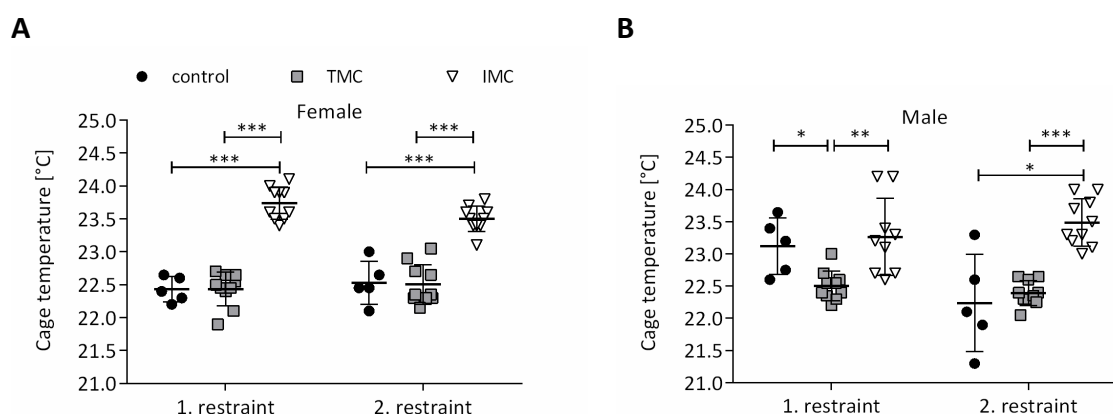 A
B
control TMC IMC
Female
Male
Cage temperature [°C]
25.0
24.5
24.0
23.5
23.0
22.5
22.0
21.5
21.0
*** ***
*** ***
1. restraint 2. restraint
Cage temperature [°C]
25.0
24.5
24.0
23.5
23.0
22.5
22.0
21.5
21.0
* ** ***
*
1. restraint 2. restraint